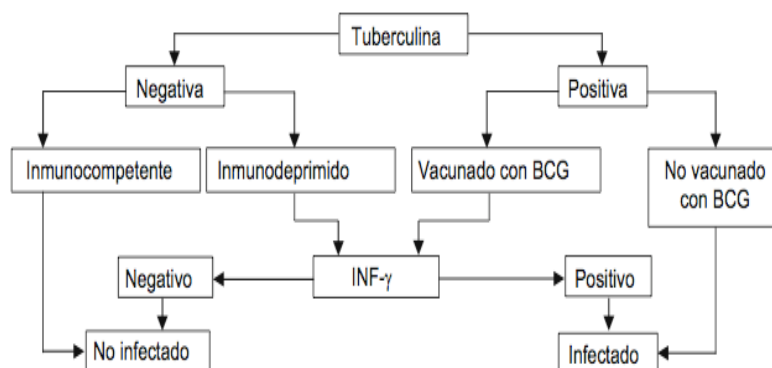 Tuberculina
Negativa
Positiva
Inmunocompetente
Inmunodeprimido
Vacunado con BCG
No vacunado
con BCG
Negativo
INF-γ
Positivo
No infectado
Infectado